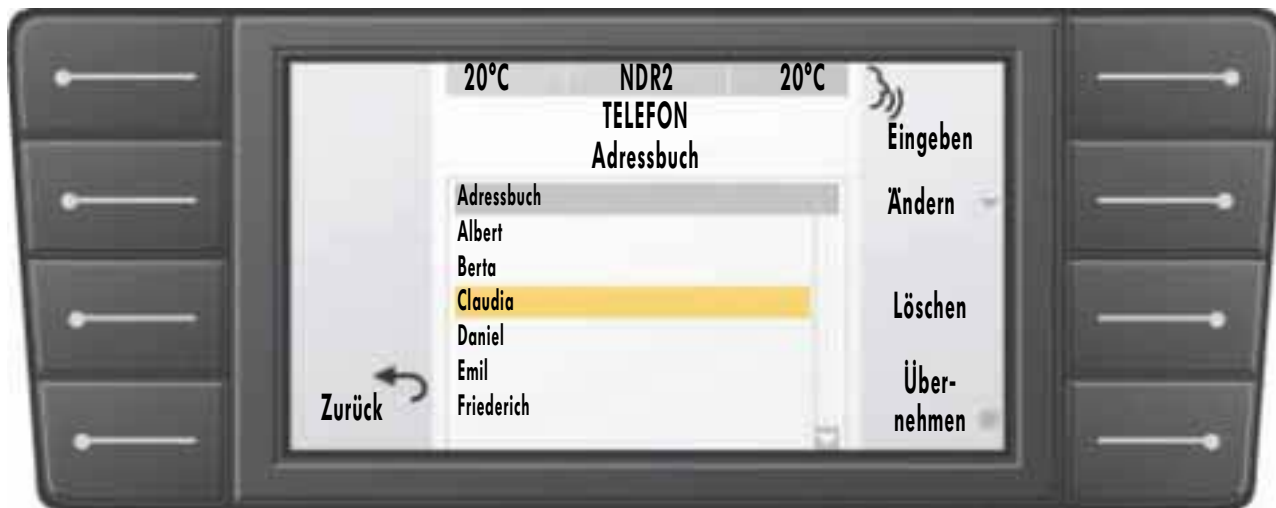 20°C NDR2 20°C
TELEFON
Adressbuch
Adressbuch
Albert
Berta
Claudia
Daniel
Emil
Friederich
Zurück
Eingeben
Ändern
Löschen
Über-
nehmen